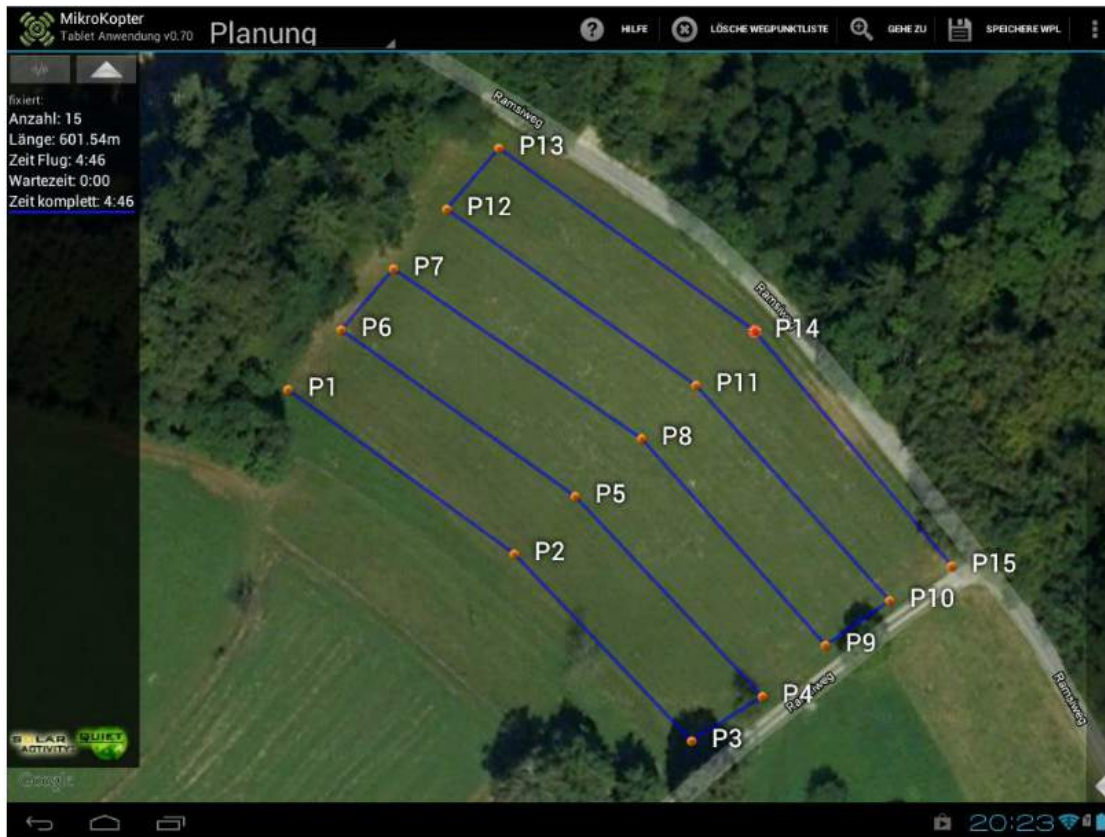 MikroKopter
Tablet Anwendung v0.70
Planung
HILFE
LÖSCHE WEGPUNKTLISTE
GEHE ZU
SPEICHERE WPL
+/-
fixiert:
Anzahl: 15
Länge: 601.54m
Zeit Flug: 4:46
Wartezeit: 0:00
Zeit komplett: 4:46
Ramsiweg
P13
P12
P7
Ramsiweg
P6
P14
P1
P11
P8
P5
P2
P15
P10
P9
P4
Ramsiweg
Ramsiweg
P3
SOLAR
ACTIVITY
QUIET
Google
20:23